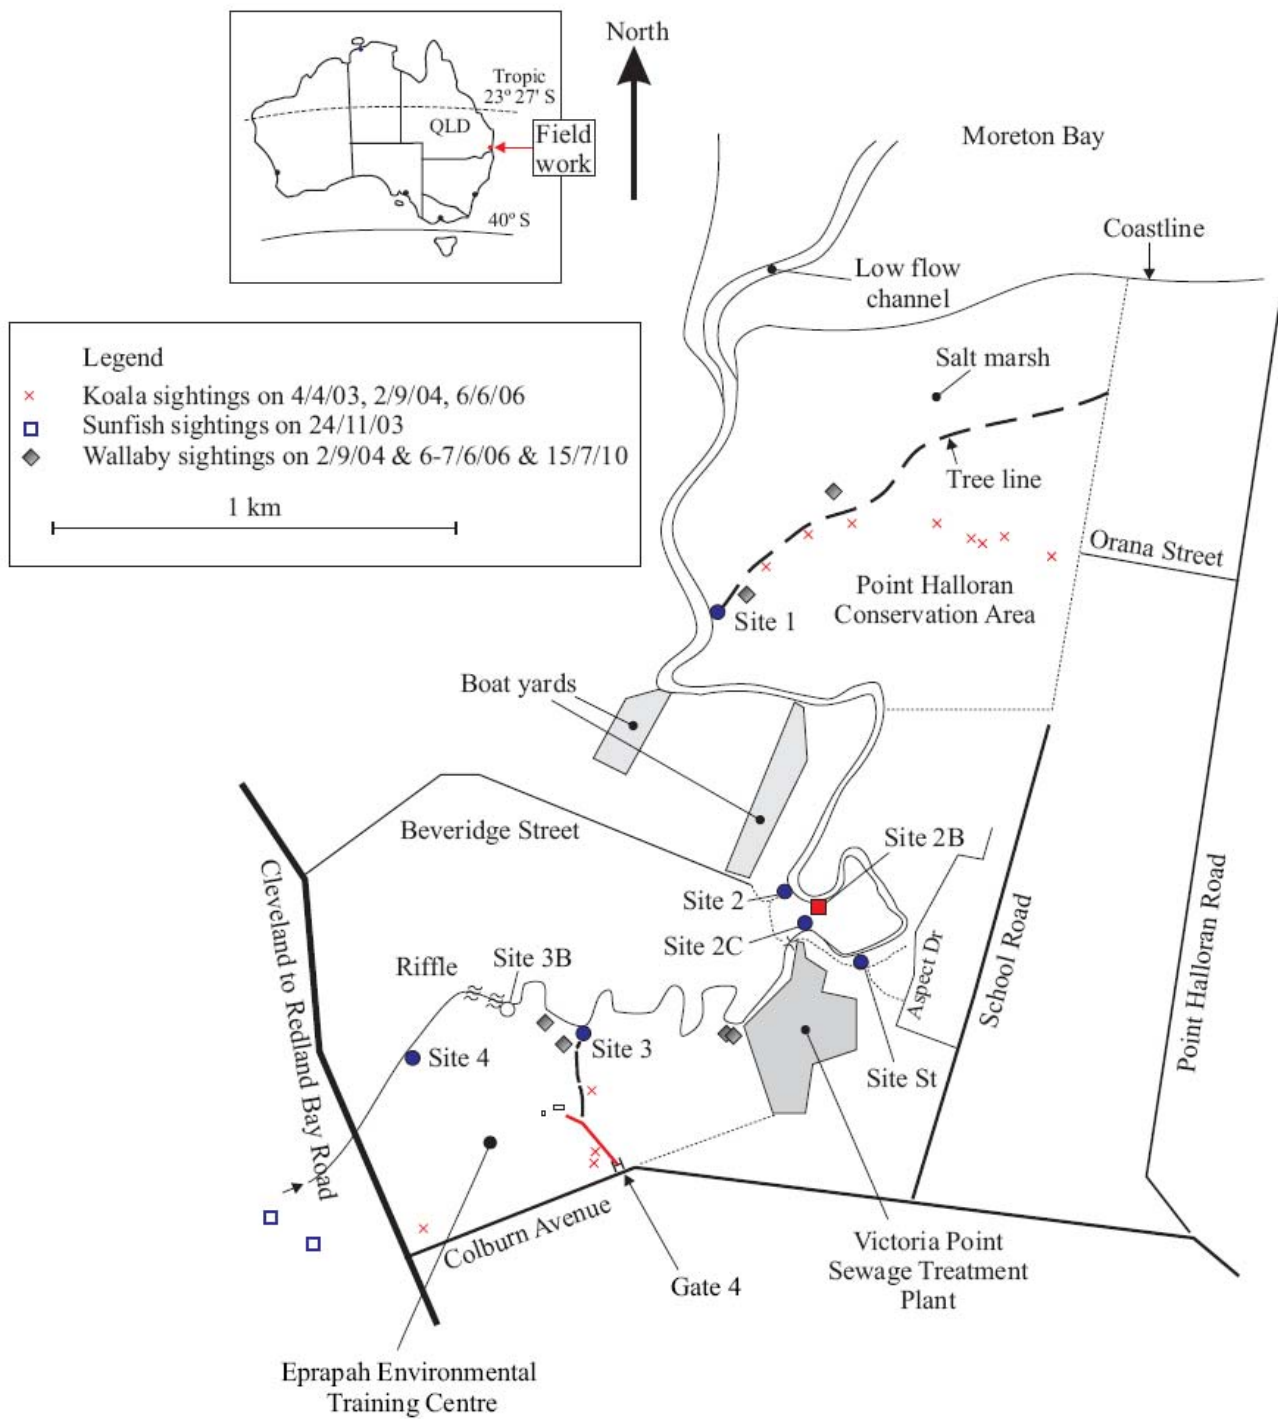 North
Tropic
23º 27' S
QLD
Field
work
40º S
Moreton Bay
Coastline
Low flow
channel
Legend
Koala sightings on 4/4/03, 2/9/04, 6/6/06
Sunfish sightings on 24/11/03
Wallaby sightings on 2/9/04 & 6-7/6/06 & 15/7/10
1 km
Salt marsh
Tree line
Orana Street
Point Halloran
Conservation Area
Site 1
Boat yards
Beveridge Street
Site 2B
Site 2
Site 2C
Cleveland to Redland Bay Road
Riffle
Site 3B
Aspect Dr
School Road
Point Halloran Road
Site 4
Site 3
Site St
Colburn Avenue
Gate 4
Victoria Point
Sewage Treatment
Plant
Eprapah Environmental
Training Centre